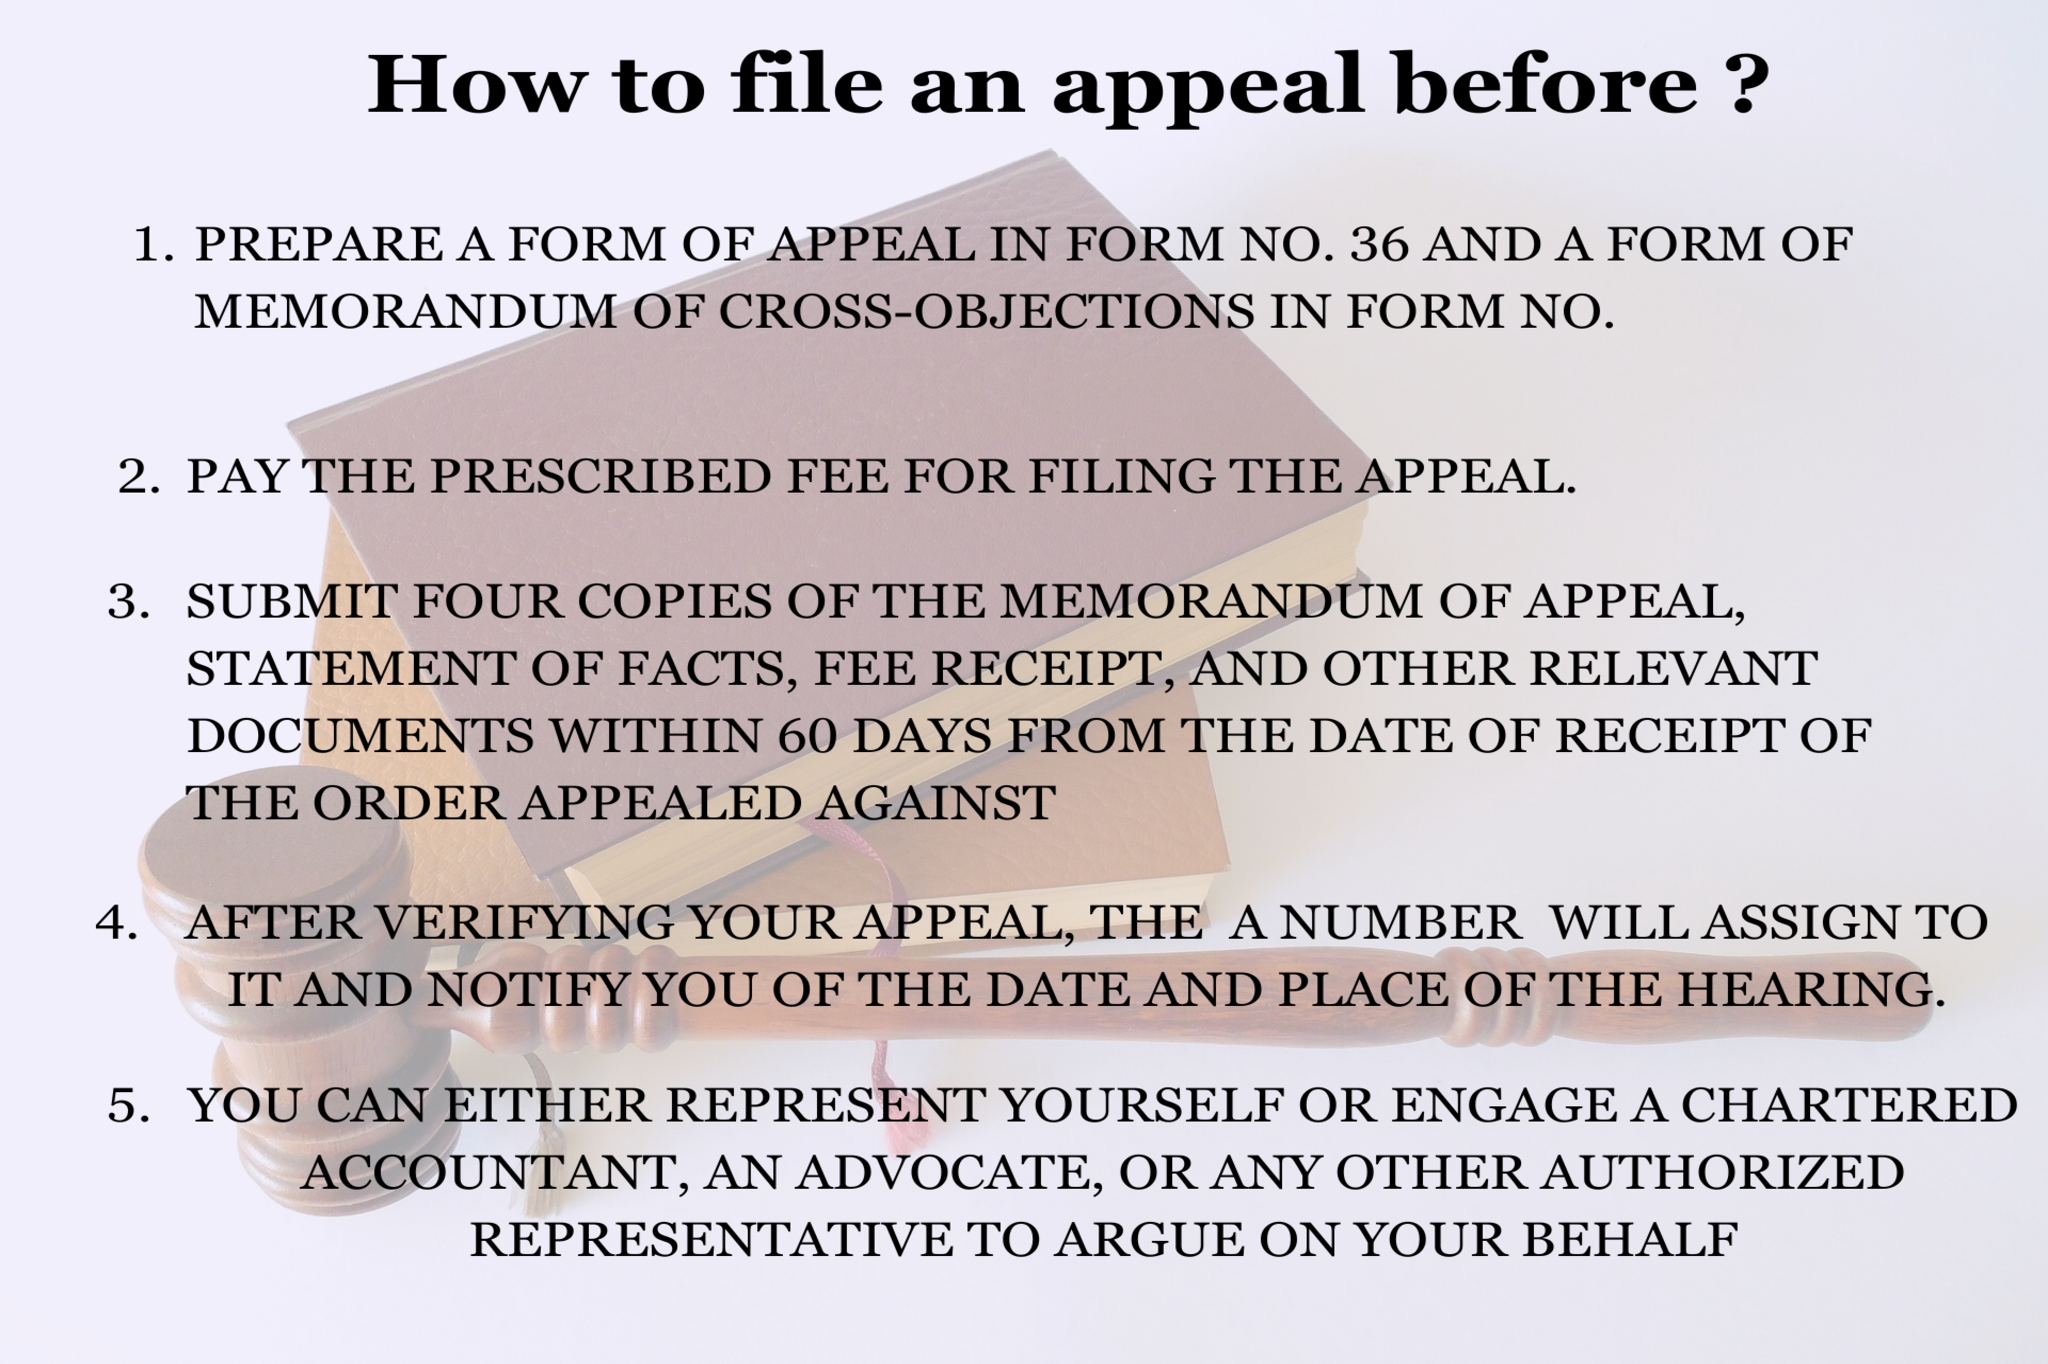 How to file an appeal before ?
1. PREPARE A FORM OF APPEAL IN FORM NO. 36 AND A FORM OF
MEMORANDUM OF CROSS-OBJECTIONS IN FORM NO.
2. PAY THE PRESCRIBED FEE FOR FILING THE APPEAL.
3. SUBMIT FOUR COPIES OF THE MEMORANDUM OF APPEAL,
STATEMENT OF FACTS, FEE RECEIPT, AND OTHER RELEVANT
DOCUMENTS WITHIN 60 DAYS FROM THE DATE OF RECEIPT OF
THE ORDER APPEALED AGAINST
4. AFTER VERIFYING YOUR APPEAL, THE A NUMBER WILL ASSIGN TO
IT AND NOTIFY YOU OF THE DATE AND PLACE OF THE HEARING.
5. YOU CAN EITHER REPRESENT YOURSELF OR ENGAGE A CHARTERED
ACCOUNTANT, AN ADVOCATE, OR ANY OTHER AUTHORIZED
REPRESENTATIVE TO ARGUE ON YOUR BEHALF